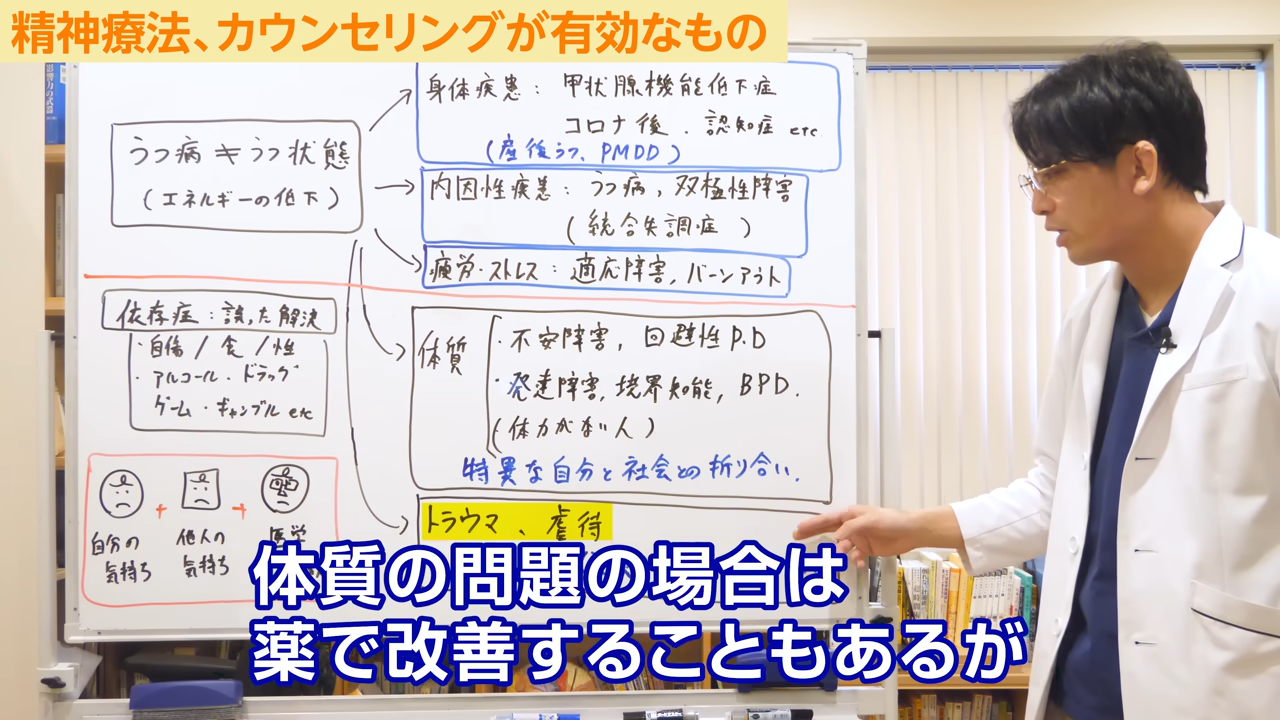 精神療法、カウンセリングが有効なもの
うつ病≠うつ状態
(エネルギーの低下)
身体疾患: 甲状腺機能低下症
コロナ後、認知症 etc
(産後うつ、PMDD)
内因性疾患: うつ病, 双極性障害
(統合失調症 )
疲労・ストレス: 適応障害, バーンアウト
依存症: 誤った解決
・自傷/食/性
・アルコール・ドラッグ
ゲーム・ギャンブル etc
体質
・不安障害, 回避性P.D
・発達障害, 境界知能, BPD.
(体力がない人)
特異な自分と社会との折り合い.
トラウマ、虐待
自分の気持ち
+
他人の気持ち
+
医学
体質の問題の場合は
薬で改善することもあるが